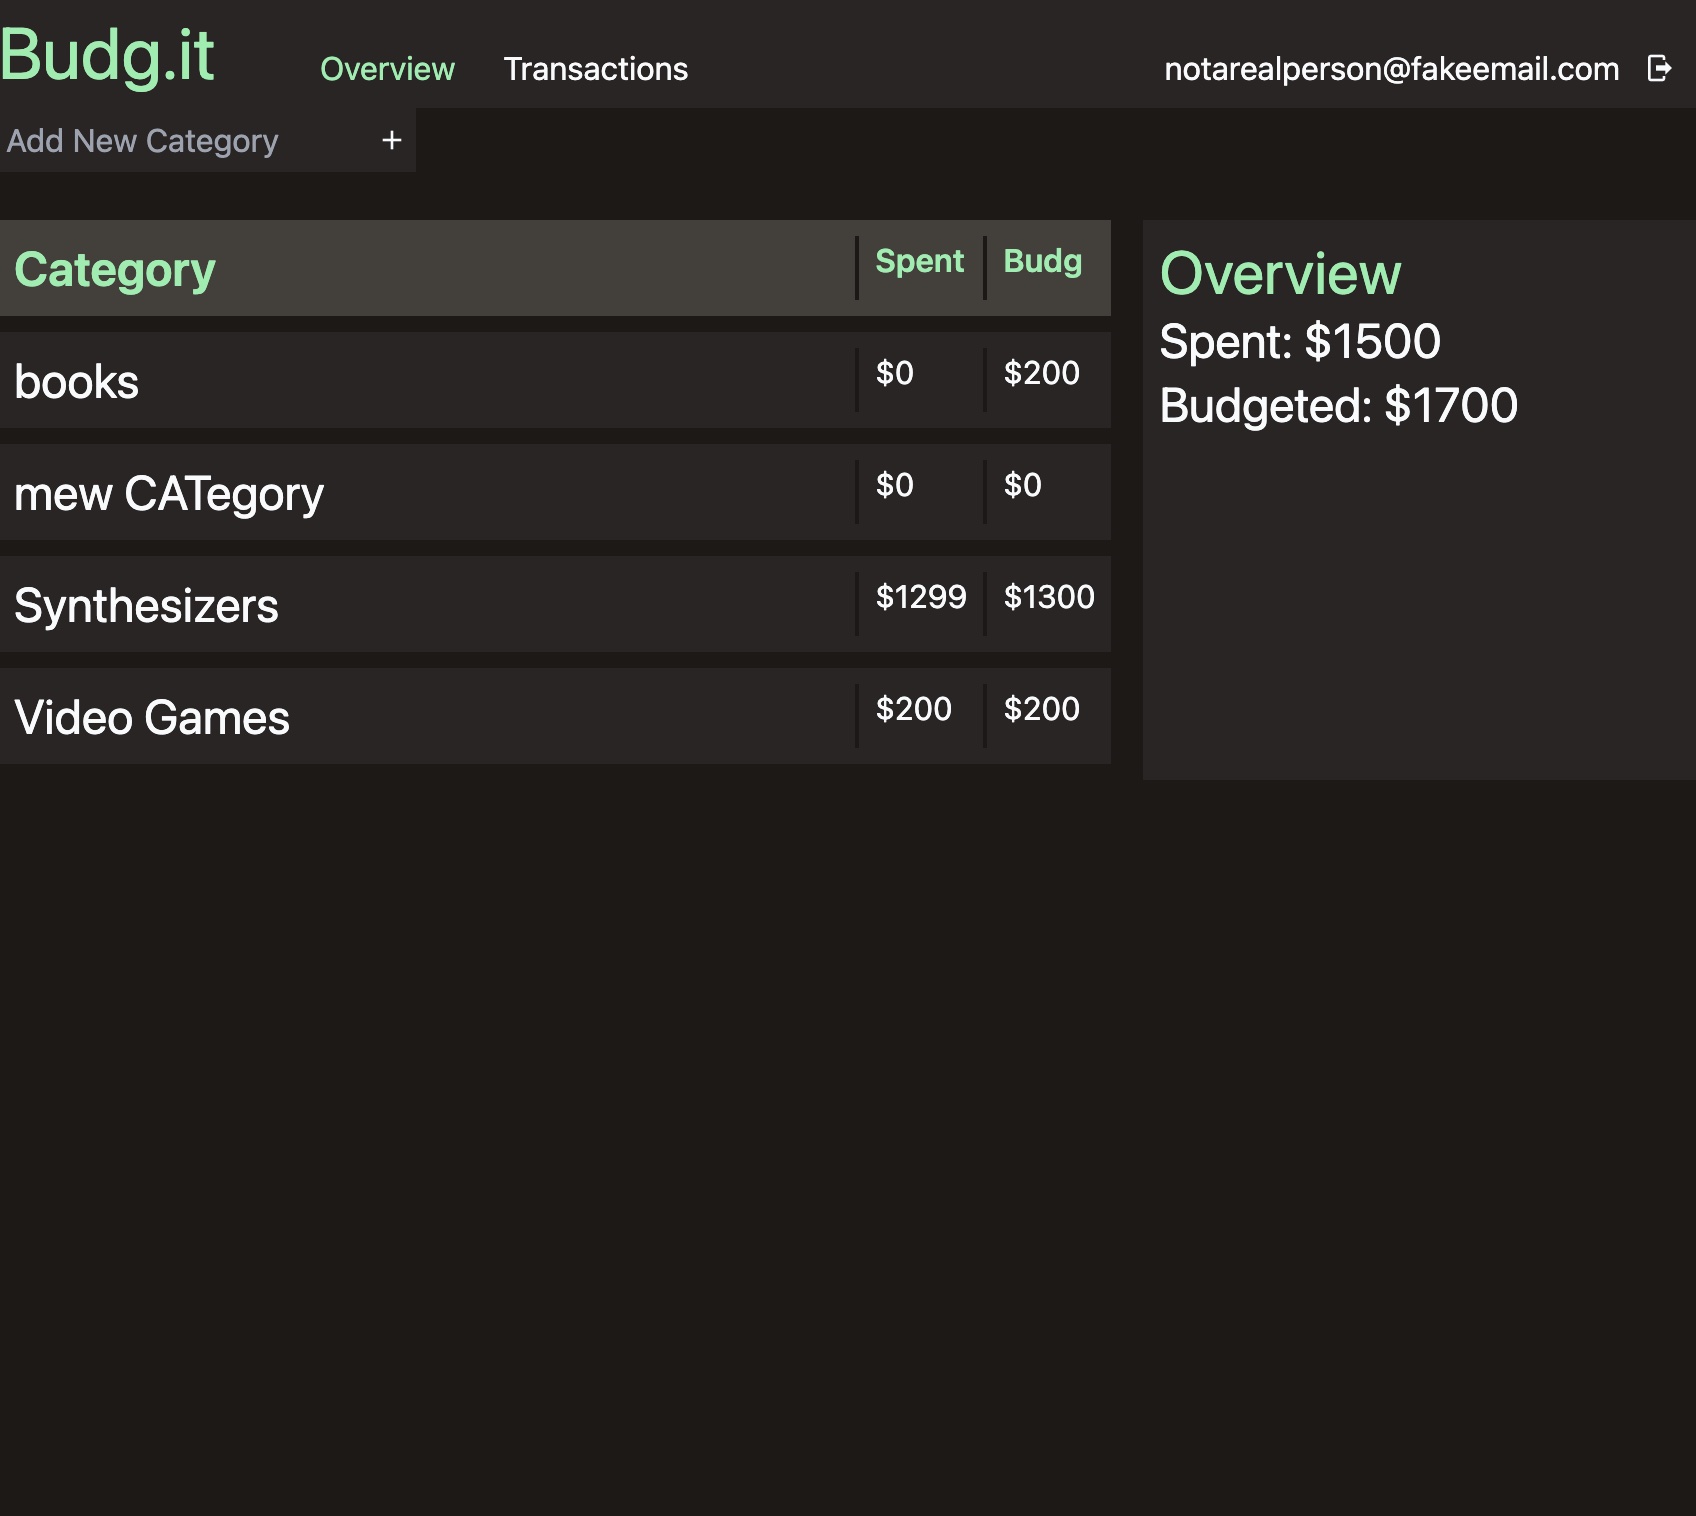 Budg.it
Overview Transactions notarealperson@fakeemail.com
Add New Category +
Category Spent Budg
books $0 $200
mew CATegory $0 $0
Synthesizers $1299 $1300
Video Games $200 $200
Overview
Spent: $1500
Budgeted: $1700